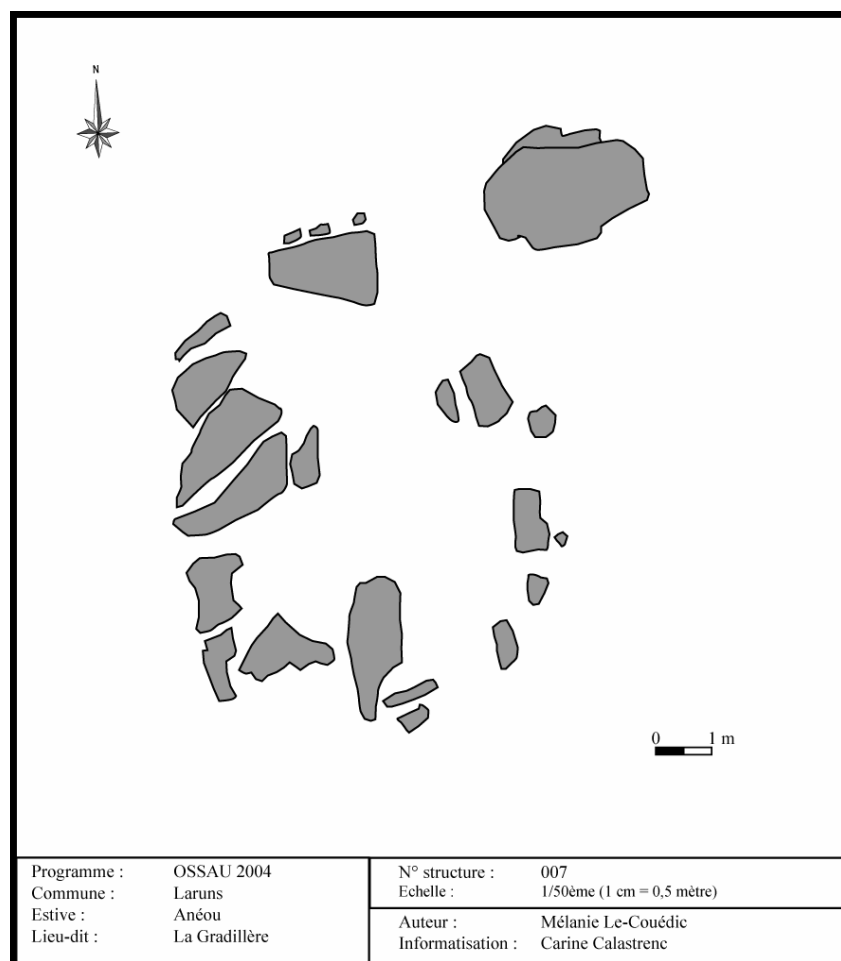 N
0 1 m
Programme : OSSAU 2004
Commune : Laruns
Estive : Anéou
Lieu-dit : La Gradillère
N° structure : 007
Echelle : 1/50ème (1 cm = 0,5 mètre)
Auteur : Mélanie Le-Couédic
Informatisation : Carine Calastrenc